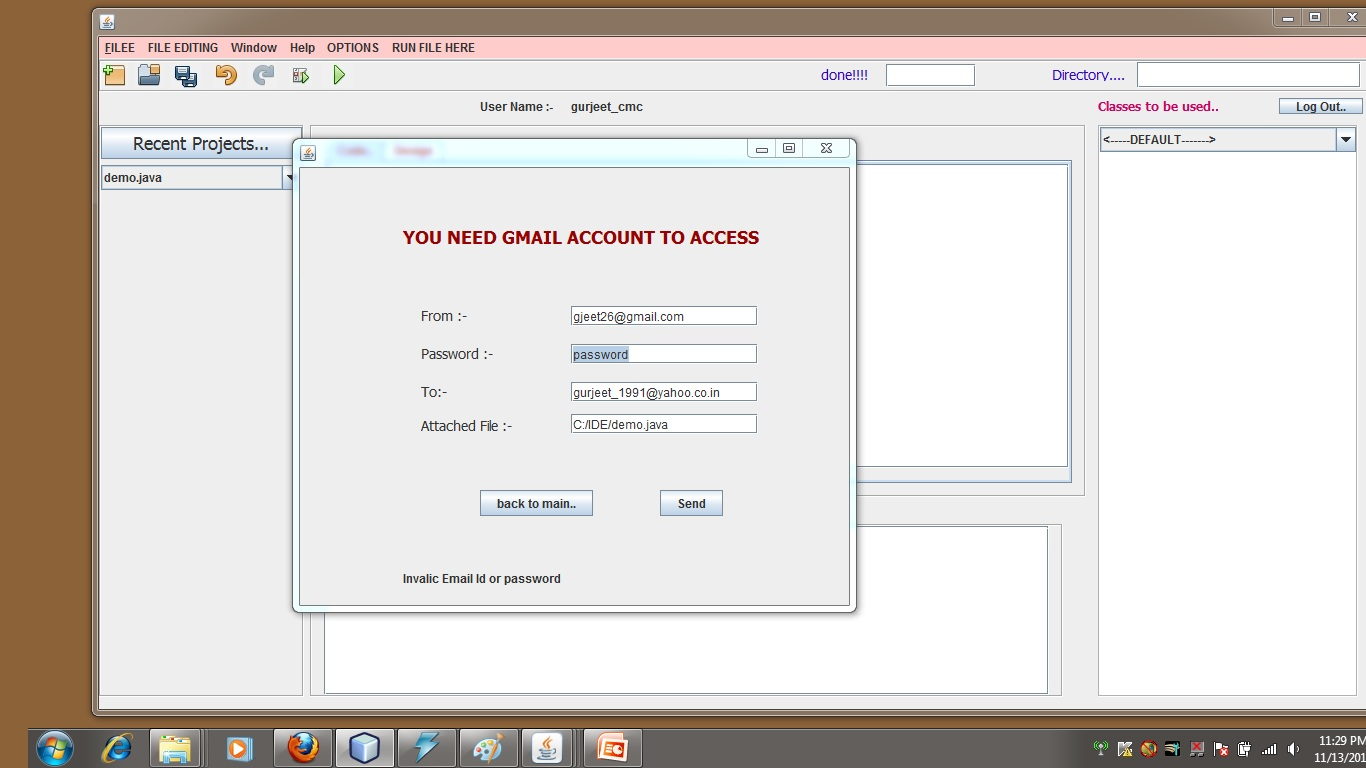 FILEE FILE EDITING Window Help OPTIONS RUN FILE HERE
done!!!! Directory....
User Name :- gurjeet_cmc Classes to be used.. Log Out..
Recent Projects... <-----DEFAULT------->
demo.java
YOU NEED GMAIL ACCOUNT TO ACCESS
From :- gjeet26@gmail.com
Password :- password
To:- gurjeet_1991@yahoo.co.in
Attached File :- C:/IDE/demo.java
back to main.. Send
Invalic Email Id or password
11:29 PM